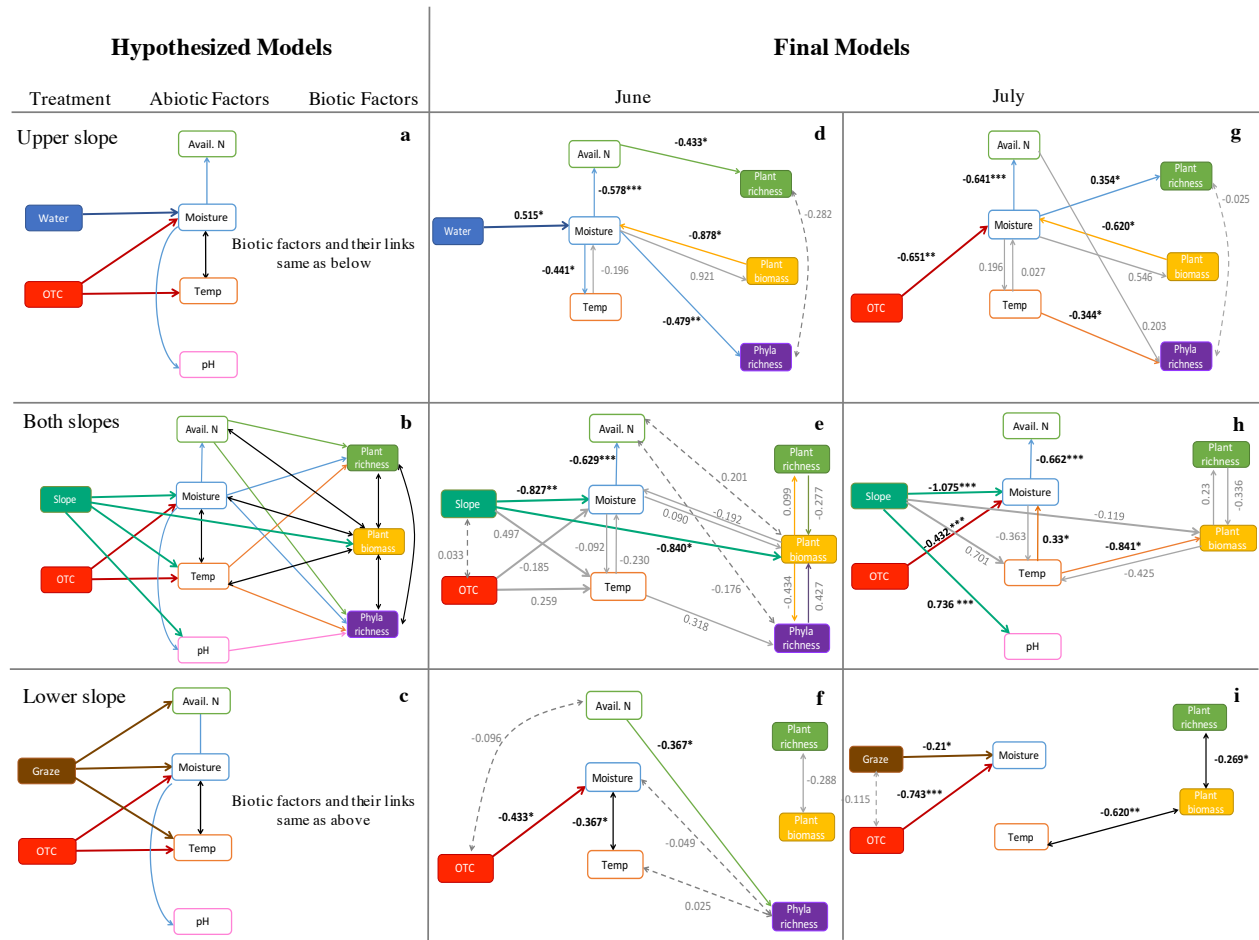 Hypothesized Models
Final Models
Treatment
Abiotic Factors
Biotic Factors
June
July
Upper slope
a
Avail. N
Water
Moisture
Biotic factors and their links
same as below
OTC
Temp
pH
d
Avail. N
-0.433*
Plant
richness
-0.578***
-0.282
Water
0.515*
Moisture
-0.878*
Plant
biomass
-0.441*
-0.196
0.921
Temp
-0.479**
Phyla
richness
g
Avail. N
-0.641***
0.354*
Plant
richness
-0.025
Moisture
-0.620*
Plant
biomass
-0.651**
0.196
0.027
0.546
OTC
Temp
-0.344*
0.203
Phyla
richness
Both slopes
b
Avail. N
Plant
richness
Slope
Moisture
Plant
biomass
OTC
Temp
Phyla
richness
pH
e
Avail. N
Plant
richness
-0.629***
0.201
0.099
-0.277
-0.827**
Slope
Moisture
-0.192
0.090
0.497
Plant
biomass
0.033
-0.092
-0.230
-0.840*
-0.185
OTC
0.259
Temp
-0.176
-0.434
0.427
0.318
Phyla
richness
h
Avail. N
Plant
richness
-0.662***
0.23
-0.336
Slope
-1.075***
Moisture
-0.119
Plant
biomass
-0.432***
-0.363
0.33*
-0.841*
0.701
OTC
Temp
-0.425
0.736 ***
pH
Lower slope
c
Avail. N
Graze
Moisture
Biotic factors and their links
same as above
OTC
Temp
pH
f
Avail. N
-0.096
-0.367*
Plant
richness
Moisture
-0.288
-0.433*
-0.367*
Plant
biomass
OTC
Temp
-0.049
0.025
Phyla
richness
i
Plant
richness
Graze
-0.21*
Moisture
-0.269*
-0.115
-0.743***
Plant
biomass
OTC
Temp
-0.620**